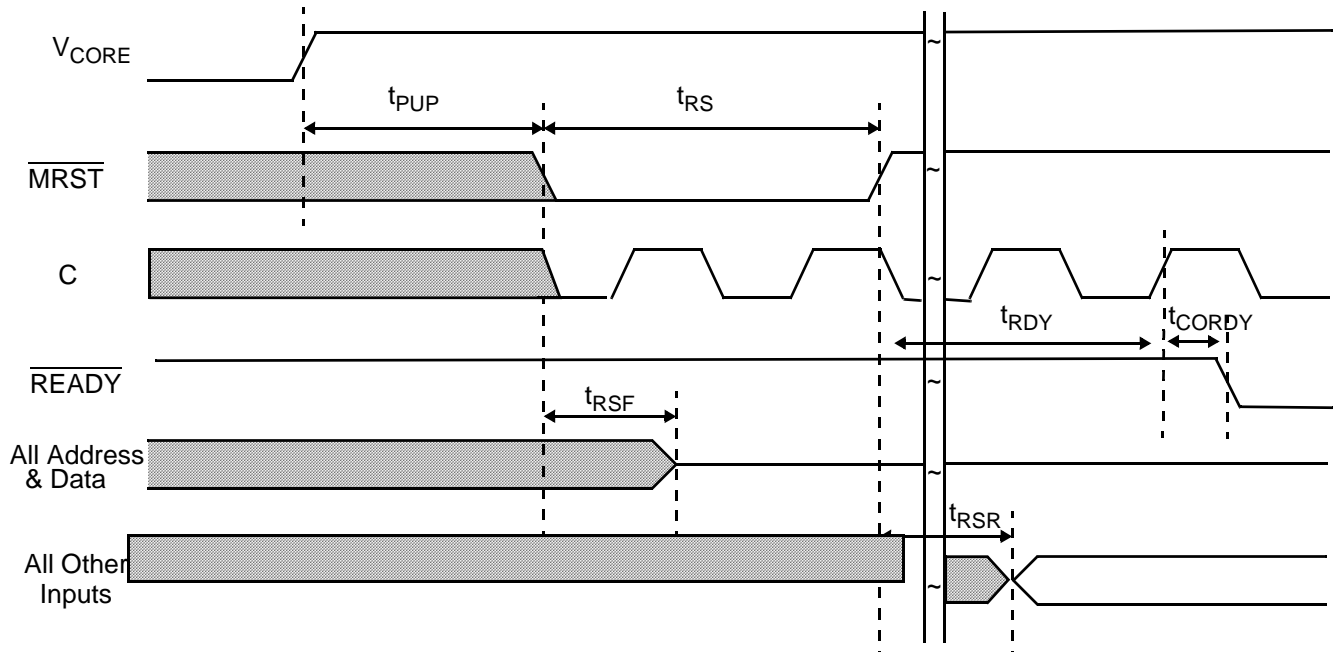 VCORE
tPUP
tRS
MRST
C
tRDY
tCORDY
READY
tRSF
All Address
& Data
tRSR
All Other
Inputs
~
~
~
~
~
~